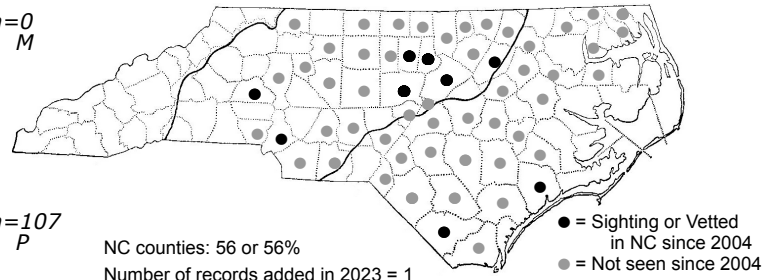 =0
M
n=107
P
NC counties: 56 or 56%
Number of records added in 2023 = 1
● = Sighting or Vetted
in NC since 2004
● = Not seen since 2004